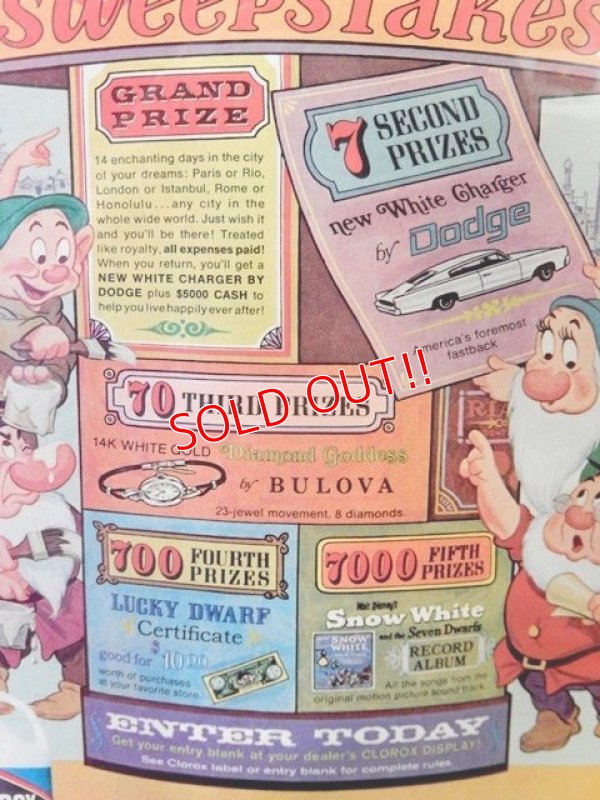 Sweepstakes
GRAND
PRIZE
14 enchanting days in the city
of your dreams: Paris or Rio,
London or Istanbul, Rome or
Honolulu...any city in the
whole wide world. Just wish it
and you'll be there! Treated
like royalty, all expenses paid!
When you return, you'll get a
NEW WHITE CHARGER BY
DODGE plus $5000 CASH to
help you live happily ever after!
7 SECOND
PRIZES
new White Charger
by Dodge
America's foremost
fastback
70 THIRD PRIZES
SOLD OUT!!
14K WHITE GOLD Diamond Goddess
by BULOVA
23-jewel movement. 8 diamonds.
700 FOURTH
PRIZES
LUCKY DWARF
Certificate
good for $10.00
worth of purchases
at your favorite store.
7000 FIFTH
PRIZES
Walt Disney's
Snow White
and the Seven Dwarfs
SNOW
WHITE
RECORD
ALBUM
All the songs from the
original motion picture sound track
ENTER TODAY
Get your entry blank at your dealer's CLOROX DISPLAY!
See Clorox label or entry blank for complete rules.